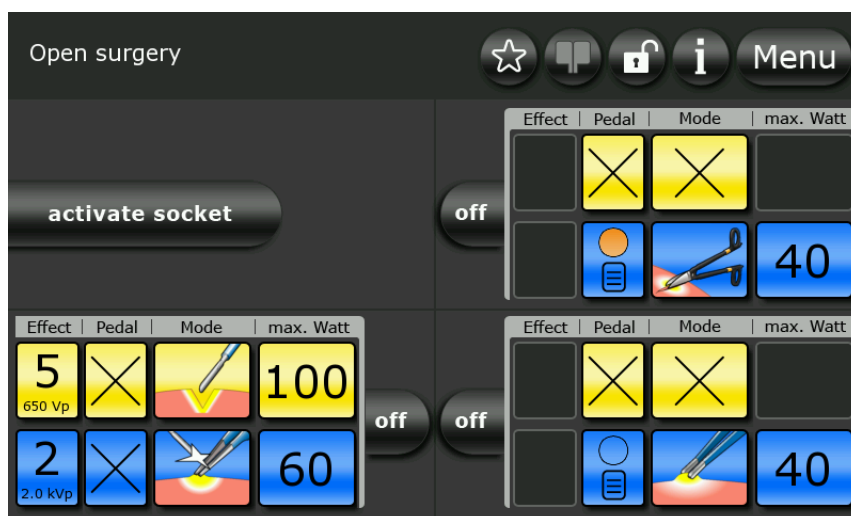 Open surgery
i
Menu
activate socket
off
Effect | Pedal | Mode | max. Watt
40
Effect | Pedal | Mode | max. Watt
5
650 Vp
100
2
2.0 kVp
60
off
off
Effect | Pedal | Mode | max. Watt
40